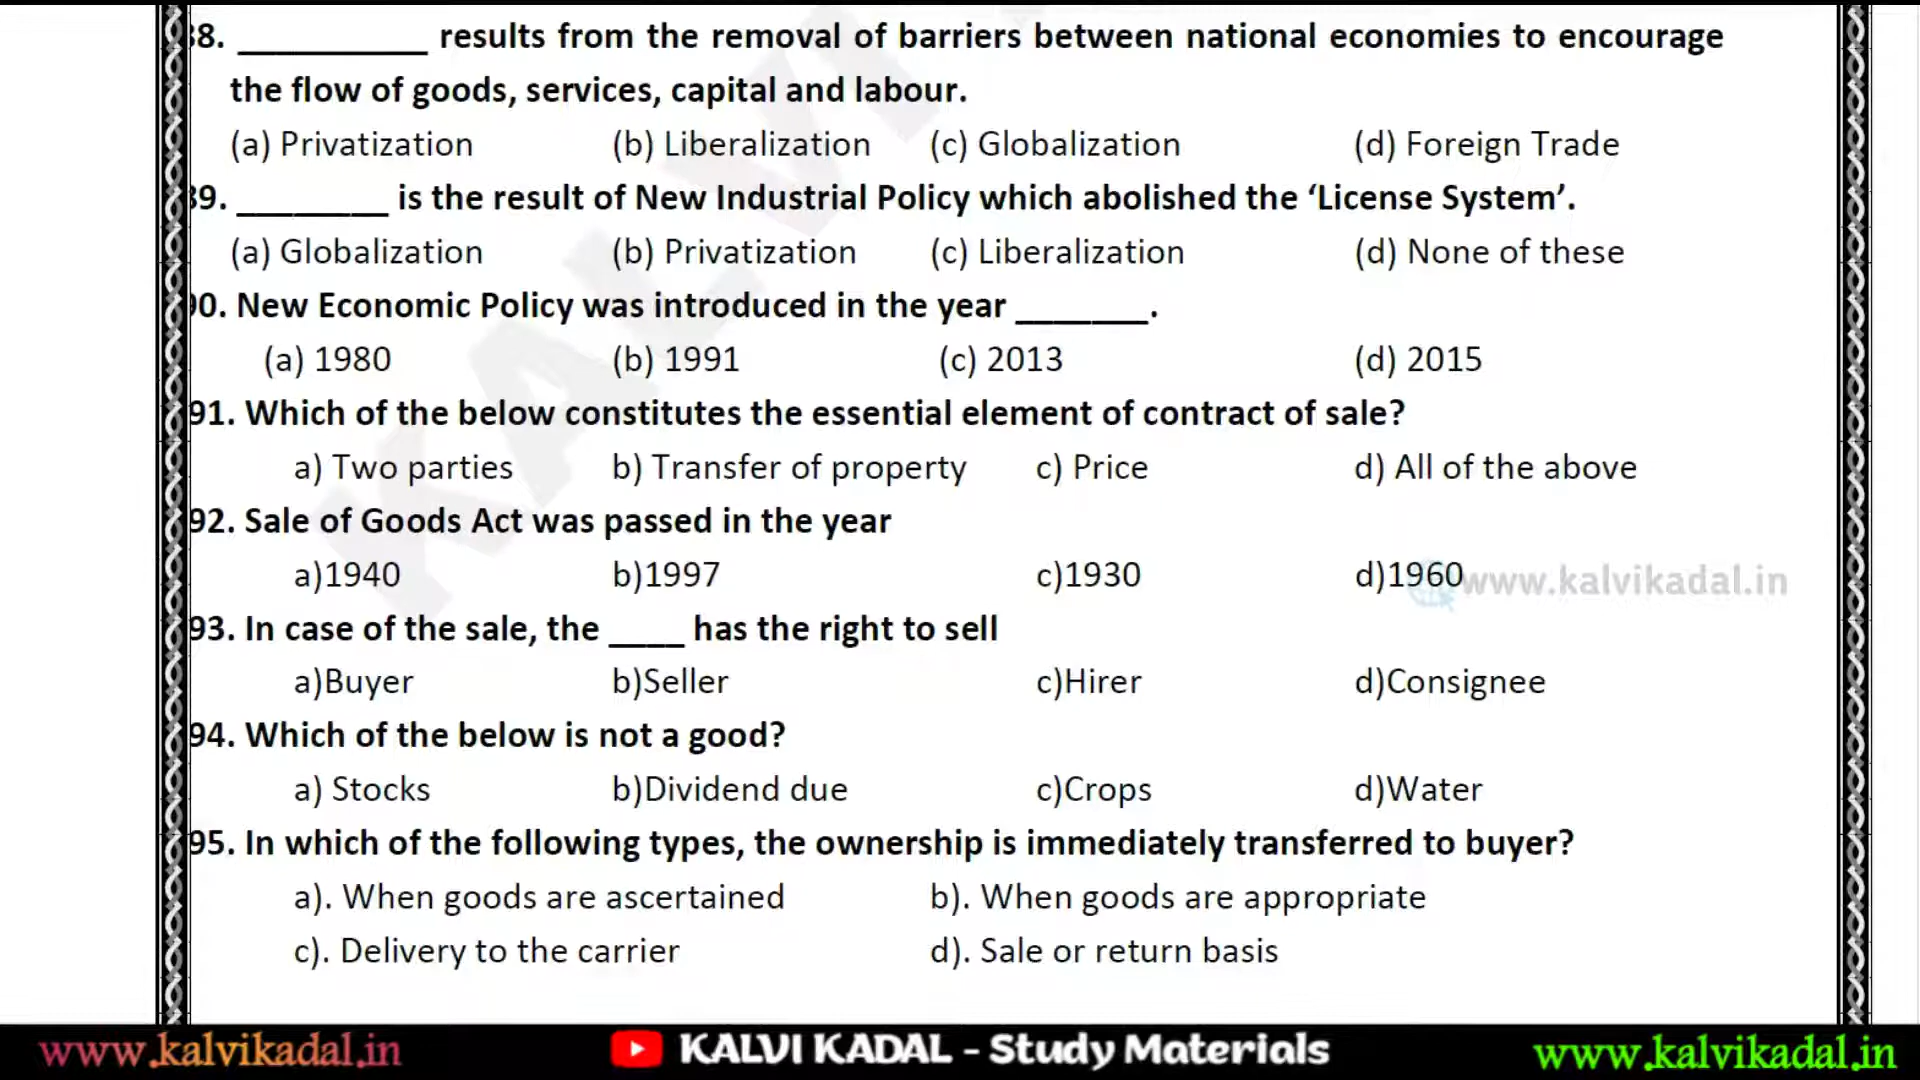 88. __________ results from the removal of barriers between national economies to encourage
the flow of goods, services, capital and labour.
(a) Privatization (b) Liberalization (c) Globalization (d) Foreign Trade
89. ________ is the result of New Industrial Policy which abolished the ‘License System’.
(a) Globalization (b) Privatization (c) Liberalization (d) None of these
90. New Economic Policy was introduced in the year _______.
(a) 1980 (b) 1991 (c) 2013 (d) 2015
91. Which of the below constitutes the essential element of contract of sale?
a) Two parties b) Transfer of property c) Price d) All of the above
92. Sale of Goods Act was passed in the year
a)1940 b)1997 c)1930 d)1960
www.kalvikadal.in
93. In case of the sale, the ____ has the right to sell
a)Buyer b)Seller c)Hirer d)Consignee
94. Which of the below is not a good?
a) Stocks b)Dividend due c)Crops d)Water
95. In which of the following types, the ownership is immediately transferred to buyer?
a). When goods are ascertained b). When goods are appropriate
c). Delivery to the carrier d). Sale or return basis
www.kalvikadal.in KALVI KADAL - Study Materials www.kalvikadal.in